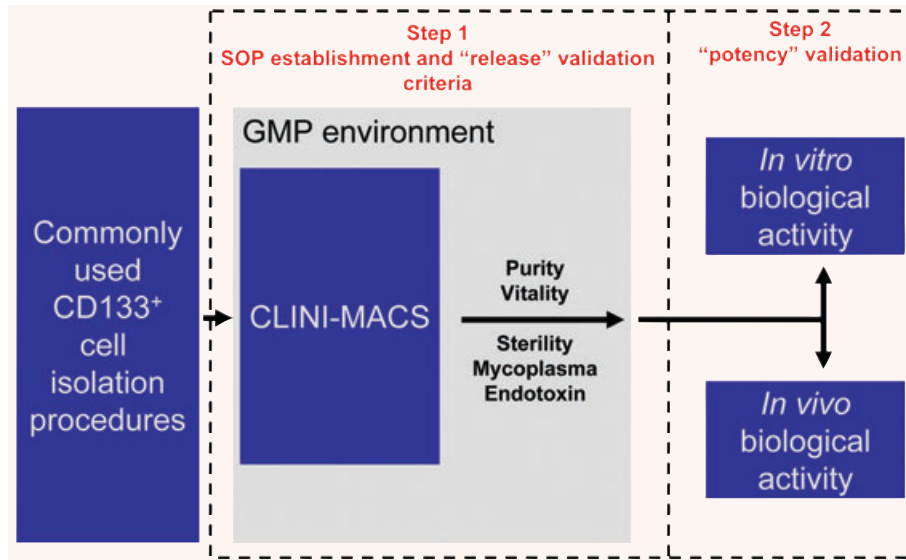 Step 1
SOP establishment and “release” validation
criteria
Step 2
“potency” validation
Commonly
used
CD133⁺
cell
isolation
procedures
GMP environment
CLINI-MACS
Purity
Vitality
Sterility
Mycoplasma
Endotoxin
In vitro
biological
activity
In vivo
biological
activity